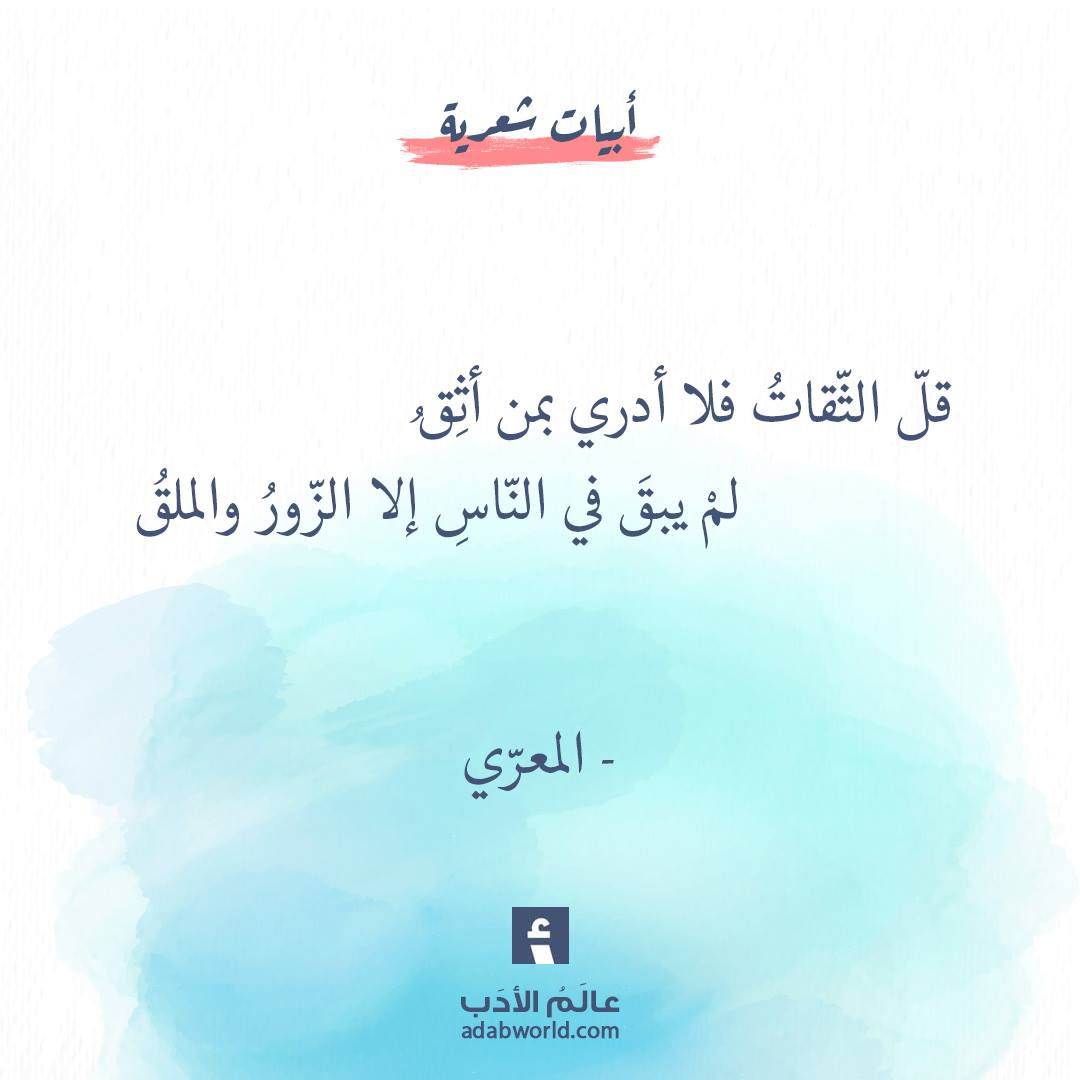 أبيات شعرية
قلّ الثّقاتُ فلا أدري بمن أثِقُ
لمْ يبقَ في النّاسِ إلا الزّورُ والملقُ
- المعرّي
أ
عالَمُ الأدَب
adabworld.com